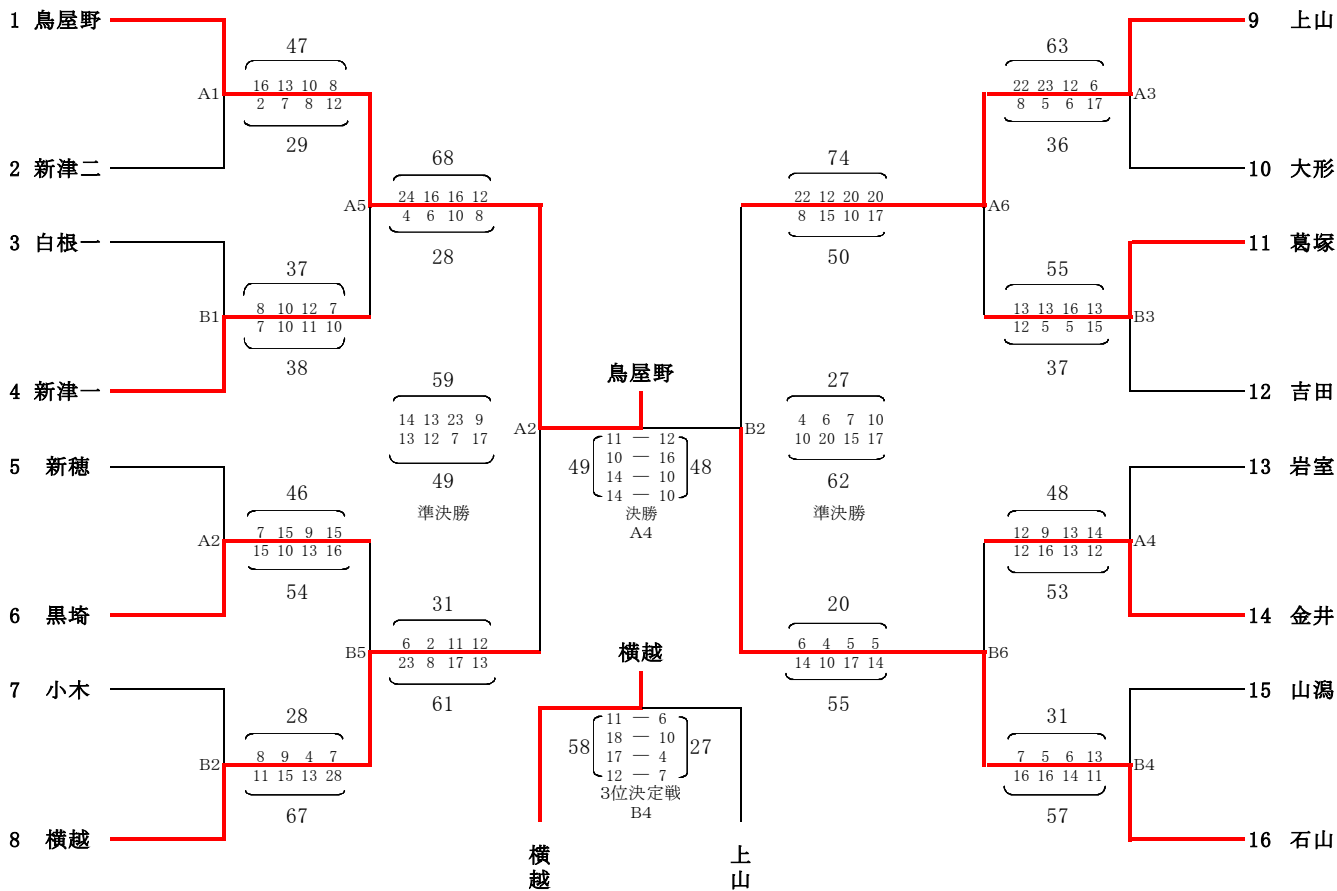 1 鳥屋野
47
16 13 10 8
A1
2 7 8 12
29
2 新津二
68
24 16 16 12
A5
4 6 10 8
28
3 白根一
37
8 10 12 7
B1
7 10 11 10
38
4 新津一
59
14 13 23 9
A2
13 12 7 17
49
準決勝
5 新穂
46
7 15 9 15
A2
15 10 13 16
54
6 黒埼
31
6 2 11 12
B5
23 8 17 13
61
7 小木
28
8 9 4 7
B2
11 15 13 28
67
8 横越
鳥屋野
11 — 12
10 — 16
49 48
14 — 10
14 — 10
決勝
A4
横越
11 — 6
18 — 10
58 27
17 — 4
12 — 7
3位決定戦
B4
横越
上山
9 上山
63
22 23 12 6
A3
8 5 6 17
36
10 大形
74
22 12 20 20
A6
8 15 10 17
50
11 葛塚
55
13 13 16 13
B3
12 5 5 15
37
12 吉田
27
4 6 7 10
B2
10 20 15 17
62
準決勝
13 岩室
48
12 9 13 14
A4
12 16 13 12
53
14 金井
20
6 4 5 5
B6
14 10 17 14
55
15 山潟
31
7 5 6 13
B4
16 16 14 11
57
16 石山